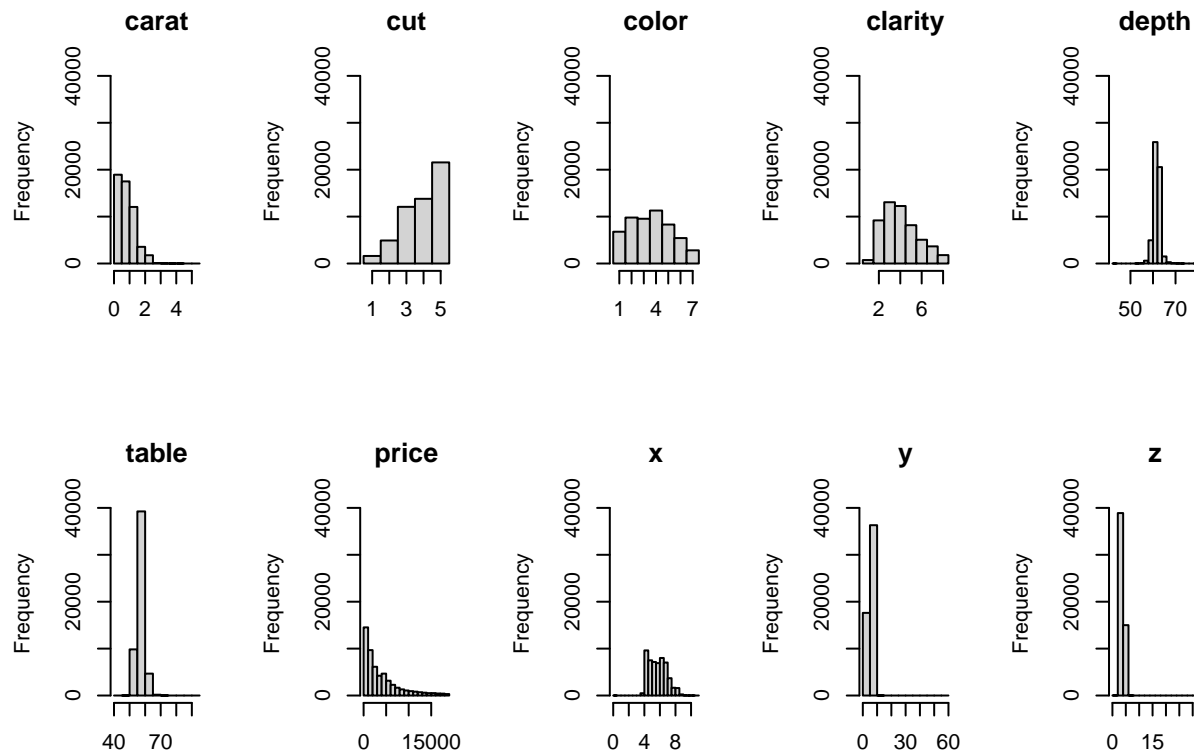 carat
cut
color
clarity
depth
Frequency
0
20000
40000
0 2 4
Frequency
0
20000
40000
1 3 5
Frequency
0
20000
40000
1 4 7
Frequency
0
20000
40000
2 6
Frequency
0
20000
40000
50 70
table
price
x
y
z
Frequency
0
20000
40000
40 70
Frequency
0
20000
40000
0 15000
Frequency
0
20000
40000
0 4 8
Frequency
0
20000
40000
0 30 60
Frequency
0
20000
40000
0 15